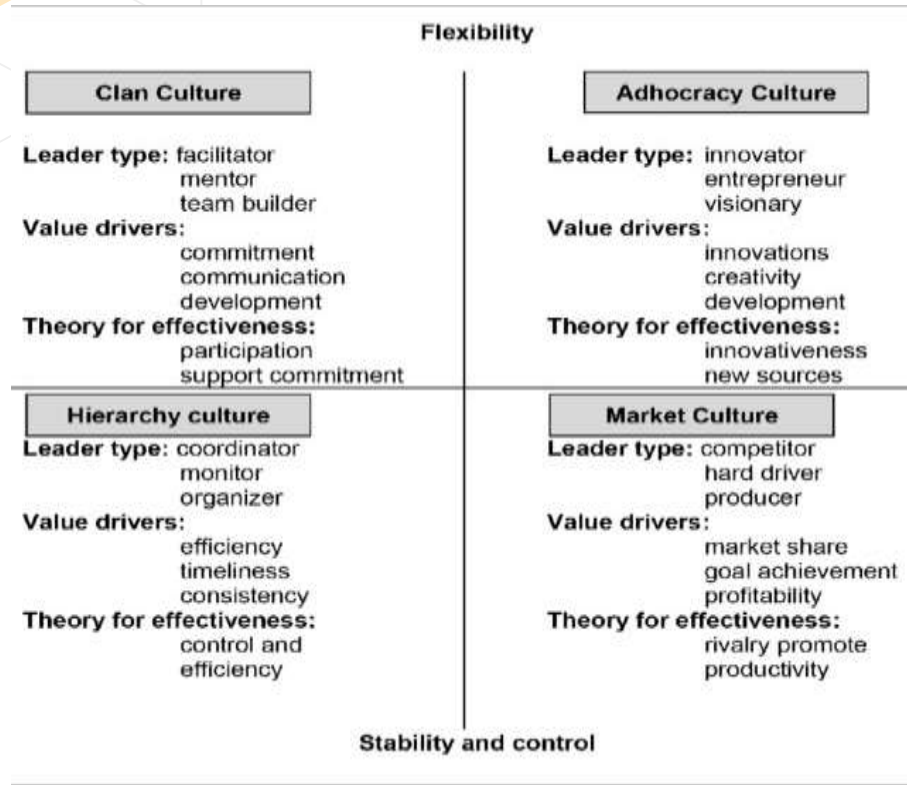 Flexibility
Clan Culture
Leader type: facilitator
mentor
team builder
Value drivers:
commitment
communication
development
Theory for effectiveness:
participation
support commitment
Adhocracy Culture
Leader type: innovator
entrepreneur
visionary
Value drivers:
innovations
creativity
development
Theory for effectiveness:
innovativeness
new sources
Hierarchy culture
Leader type: coordinator
monitor
organizer
Value drivers:
efficiency
timeliness
consistency
Theory for effectiveness:
control and
efficiency
Market Culture
Leader type: competitor
hard driver
producer
Value drivers:
market share
goal achievement
profitability
Theory for effectiveness:
rivalry promote
productivity
Stability and control